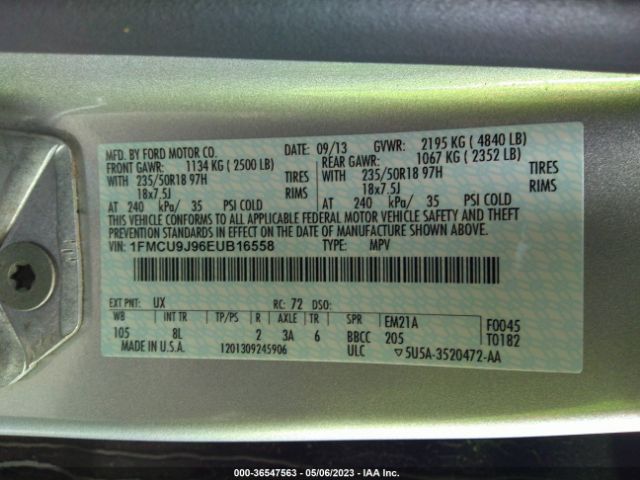 MFD. BY FORD MOTOR CO. DATE: 09/13 GVWR: 2195 KG ( 4840 LB)
FRONT GAWR: 1134 KG ( 2500 LB) REAR GAWR: 1067 KG ( 2352 LB)
WITH 235/50R18 97H TIRES WITH 235/50R18 97H TIRES
18x7.5J RIMS 18x7.5J RIMS
AT 240 kPa/ 35 PSI COLD AT 240 kPa/ 35 PSI COLD
THIS VEHICLE CONFORMS TO ALL APPLICABLE FEDERAL MOTOR VEHICLE SAFETY AND THEFT
PREVENTION STANDARDS IN EFFECT ON THE DATE OF MANUFACTURE SHOWN ABOVE.
VIN: 1FMCU9J96EUB16558 TYPE: MPV
EXT PNT: UX RC: 72 DSO:
WB INT TR TP/PS R AXLE TR SPR EM21A F0045
105 8L 2 3A 6 BBCC 205 T0182
MADE IN U.S.A. 1201309245906 ULC ▽5U5A-3520472-AA
000-36547563 - 05/06/2023 - IAA Inc.